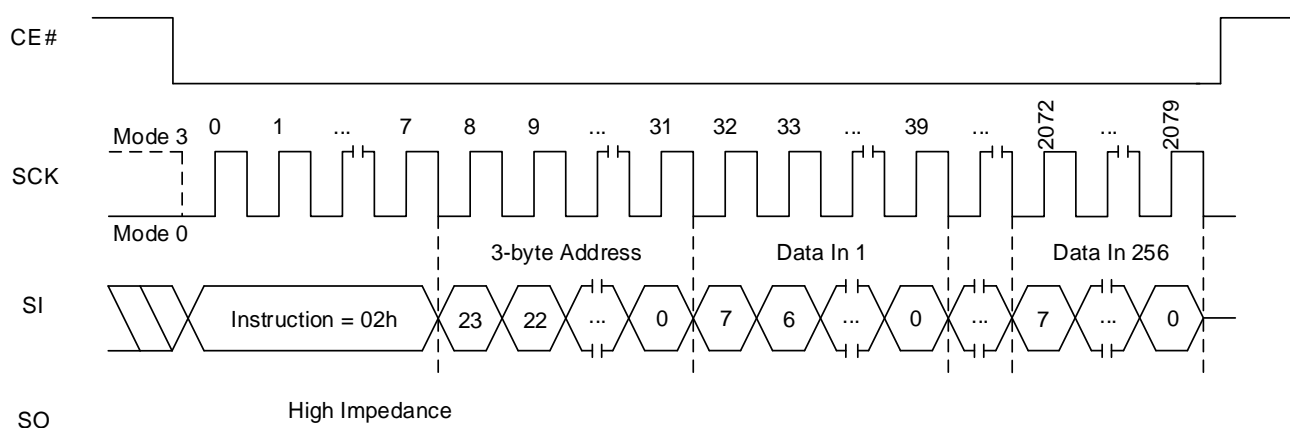 CE#
Mode 3 0 1 ... 7 8 9 ... 31 32 33 ... 39 ... 2072 ... 2079
SCK
Mode 0
3-byte Address Data In 1 Data In 256
SI Instruction = 02h 23 22 ... 0 7 6 ... 0 ... 7 ... 0
High Impedance
SO